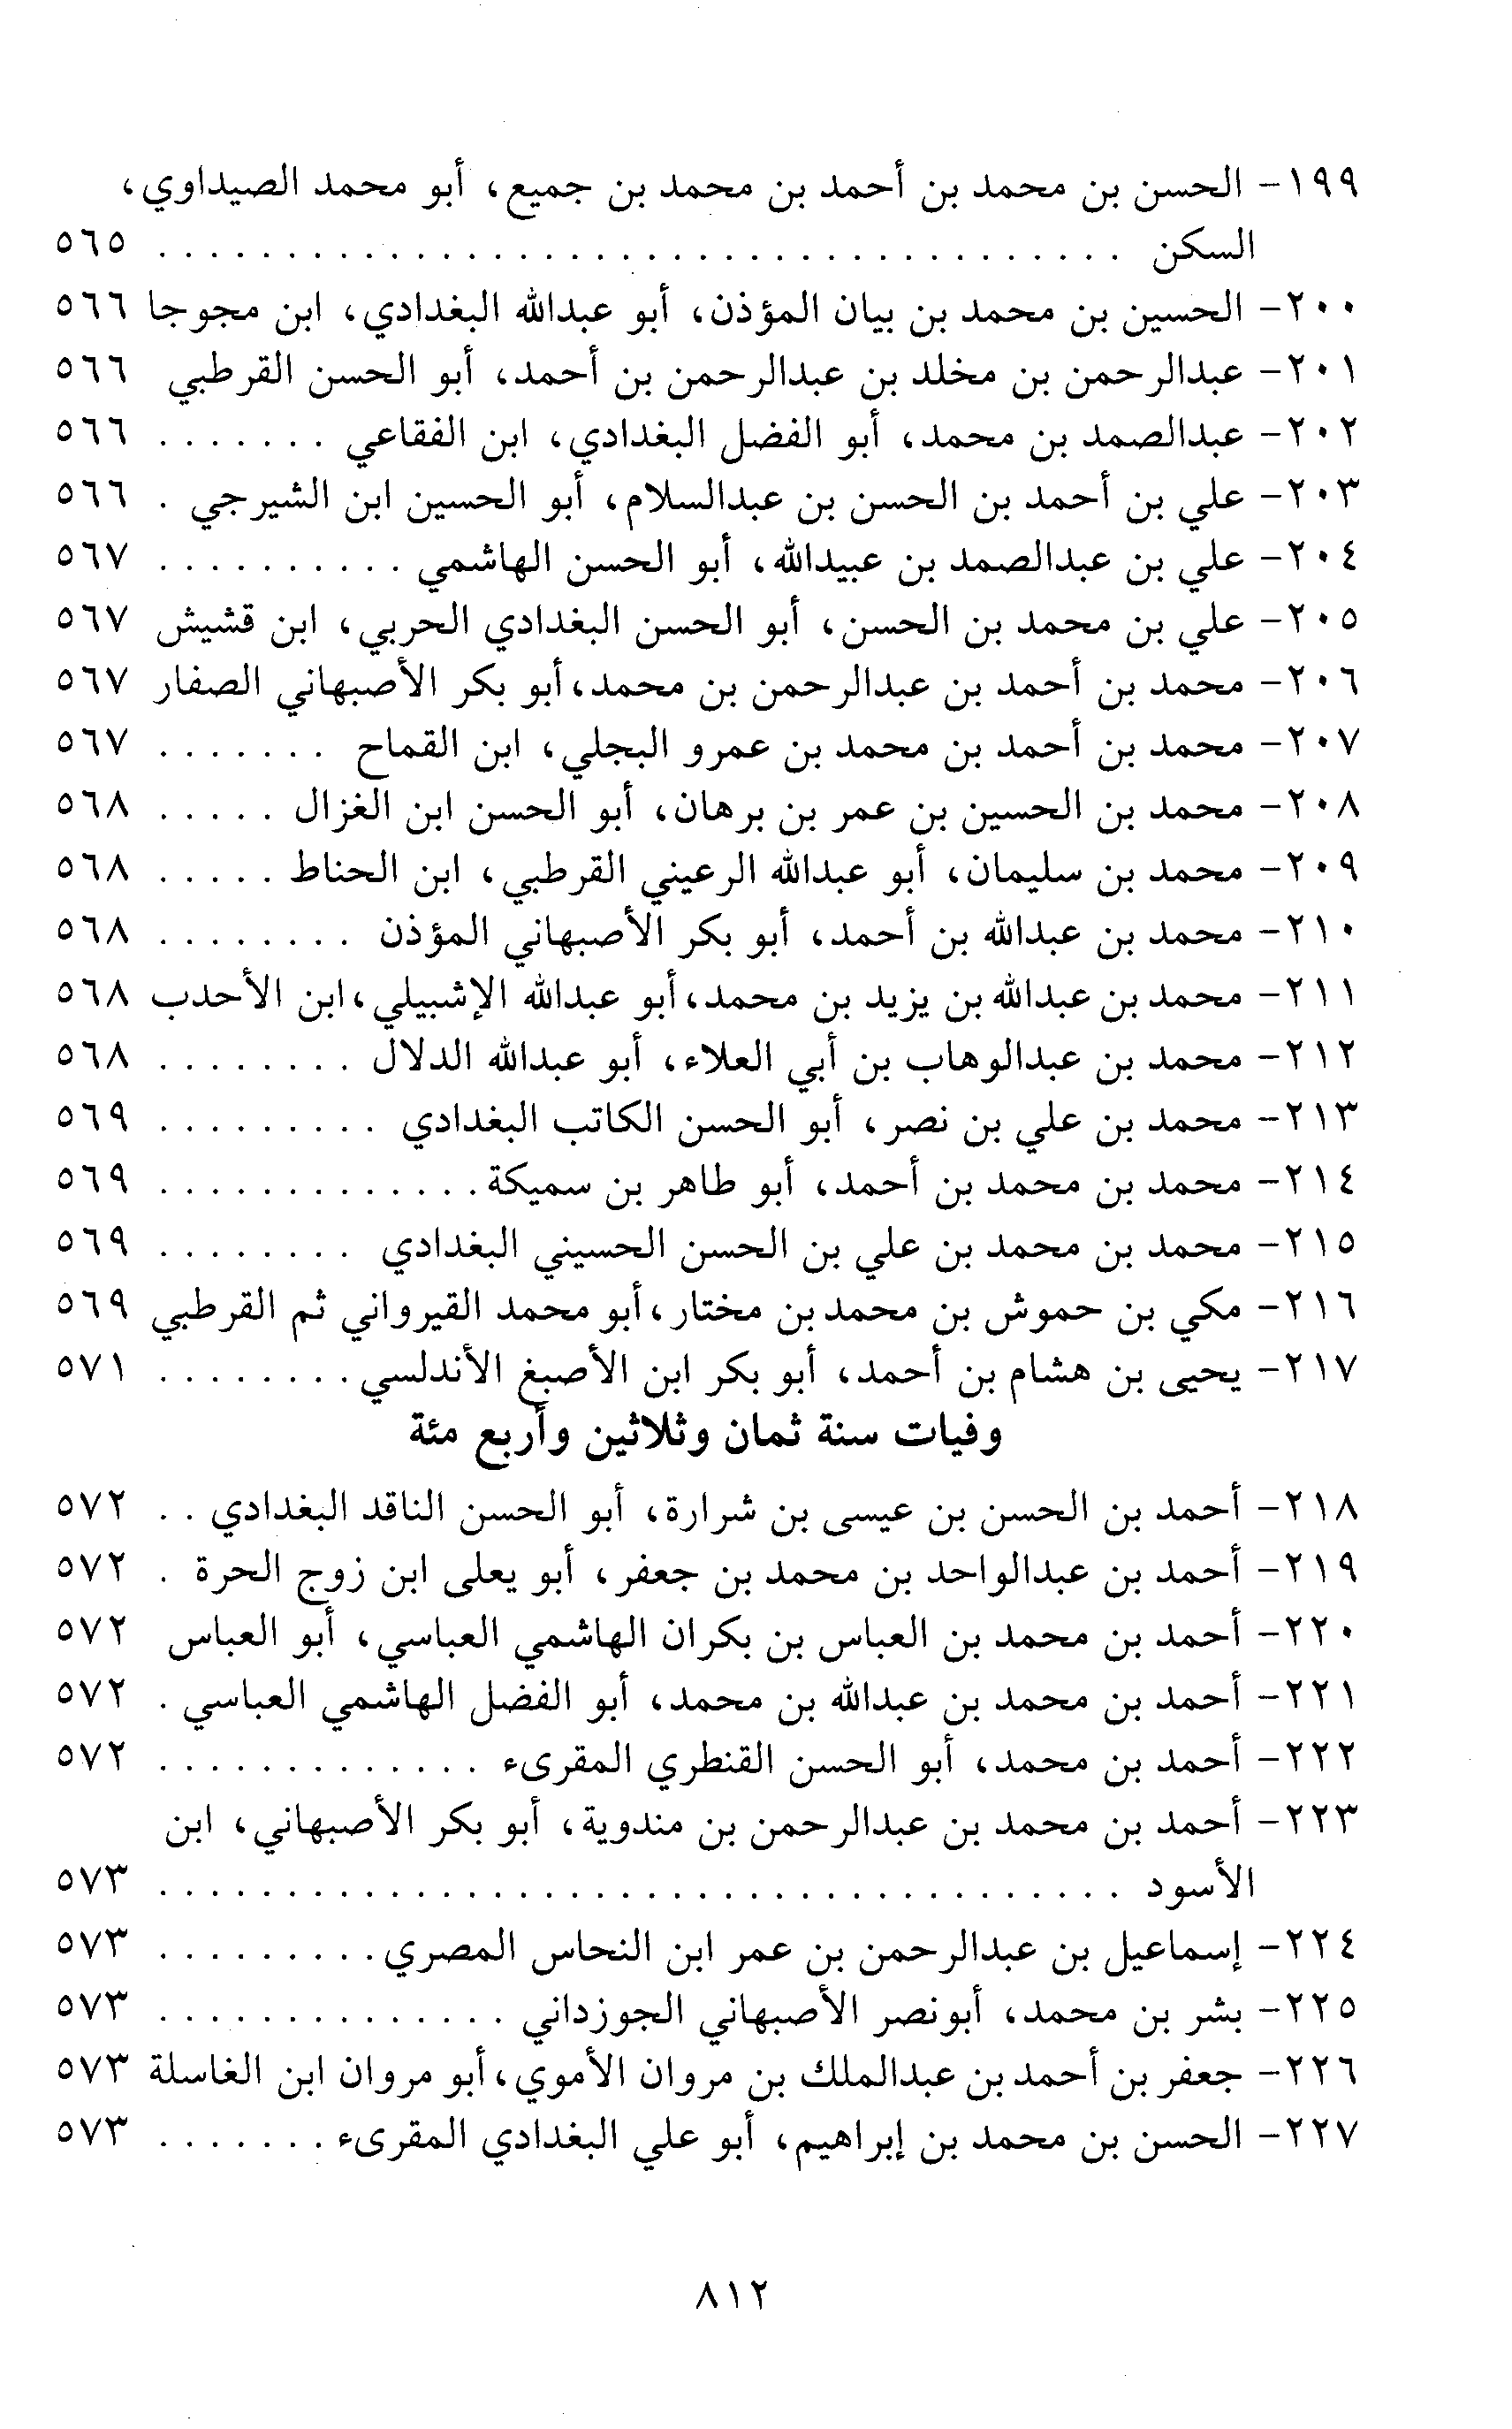 ١٩٩- الحسن بن محمد بن أحمد بن محمد بن جميع، أبو محمد الصيداوي،
السكن . . . . . . . . . . . . . . . . . . . . . . . . . . . . . . . . . . . . . . ٥٦٥
٢٠٠- الحسين بن محمد بن بيان المؤذن، أبو عبدالله البغدادي، ابن مجوجا ٥٦٦
٢٠١- عبدالرحمن بن مخلد بن عبدالرحمن بن أحمد، أبو الحسن القرطبي ٥٦٦
٢٠٢- عبدالصمد بن محمد، أبو الفضل البغدادي، ابن الفقاعي . . . . . . . ٥٦٦
٢٠٣- علي بن أحمد بن الحسن بن عبدالسلام، أبو الحسين ابن الشيرجي . ٥٦٦
٢٠٤- علي بن عبدالصمد بن عبيدالله، أبو الحسن الهاشمي . . . . . . . . . . ٥٦٧
٢٠٥- علي بن محمد بن الحسن، أبو الحسن البغدادي الحربي، ابن قشيش ٥٦٧
٢٠٦- محمد بن أحمد بن عبدالرحمن بن محمد،أبو بكر الأصبهاني الصفار ٥٦٧
٢٠٧- محمد بن أحمد بن محمد بن عمرو البجلي، ابن القماح . . . . . . . ٥٦٧
٢٠٨- محمد بن الحسين بن عمر بن برهان، أبو الحسن ابن الغزال . . . . . ٥٦٨
٢٠٩- محمد بن سليمان، أبو عبدالله الرعيني القرطبي، ابن الحناط . . . . . ٥٦٨
٢١٠- محمد بن عبدالله بن أحمد، أبو بكر الأصبهاني المؤذن . . . . . . . . ٥٦٨
٢١١- محمد بن عبدالله بن يزيد بن محمد،أبو عبدالله الإشبيلي،ابن الأحدب ٥٦٨
٢١٢- محمد بن عبدالوهاب بن أبي العلاء، أبو عبدالله الدلال . . . . . . . . ٥٦٨
٢١٣- محمد بن علي بن نصر، أبو الحسن الكاتب البغدادي . . . . . . . . . ٥٦٩
٢١٤- محمد بن محمد بن أحمد، أبو طاهر بن سميكة . . . . . . . . . . . . . ٥٦٩
٢١٥- محمد بن محمد بن علي بن الحسن الحسيني البغدادي . . . . . . . . ٥٦٩
٢١٦- مكي بن حموش بن محمد بن مختار،أبو محمد القيرواني ثم القرطبي ٥٦٩
٢١٧- يحيى بن هشام بن أحمد، أبو بكر ابن الأصبغ الأندلسي . . . . . . . . ٥٧١
وفيات سنة ثمان وثلاثين وأربع مئة
٢١٨- أحمد بن الحسن بن عيسى بن شرارة، أبو الحسن الناقد البغدادي . . ٥٧٢
٢١٩- أحمد بن عبدالواحد بن محمد بن جعفر، أبو يعلى ابن زوج الحرة . ٥٧٢
٢٢٠- أحمد بن محمد بن العباس بن بكران الهاشمي العباسي، أبو العباس ٥٧٢
٢٢١- أحمد بن محمد بن عبدالله بن محمد، أبو الفضل الهاشمي العباسي . ٥٧٢
٢٢٢- أحمد بن محمد، أبو الحسن القنطري المقرىء . . . . . . . . . . . . . ٥٧٢
٢٢٣- أحمد بن محمد بن عبدالرحمن بن مندوية، أبو بكر الأصبهاني، ابن
الأسود . . . . . . . . . . . . . . . . . . . . . . . . . . . . . . . . . . . . . . ٥٧٣
٢٢٤- إسماعيل بن عبدالرحمن بن عمر ابن النحاس المصري . . . . . . . . . ٥٧٣
٢٢٥- بشر بن محمد، أبونصر الأصبهاني الجوزداني . . . . . . . . . . . . . . ٥٧٣
٢٢٦- جعفر بن أحمد بن عبدالملك بن مروان الأموي،أبو مروان ابن الغاسلة ٥٧٣
٢٢٧- الحسن بن محمد بن إبراهيم، أبو علي البغدادي المقرىء . . . . . . . ٥٧٣
٨١٢